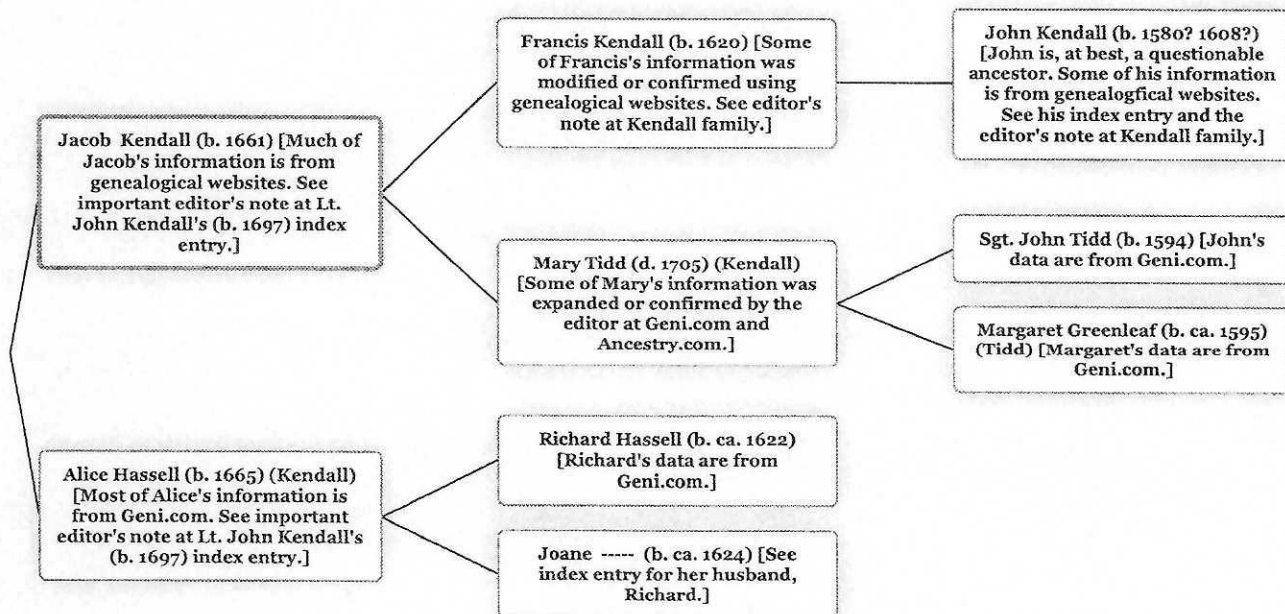 Jacob Kendall (b. 1661) [Much of
Jacob's information is from
genealogical websites. See
important editor's note at Lt.
John Kendall's (b. 1697) index
entry.]
Alice Hassell (b. 1665) (Kendall)
[Most of Alice's information is
from Geni.com. See important
editor's note at Lt. John Kendall's
(b. 1697) index entry.]
Francis Kendall (b. 1620) [Some
of Francis's information was
modified or confirmed using
genealogical websites. See editor's
note at Kendall family.]
Mary Tidd (d. 1705) (Kendall)
[Some of Mary's information was
expanded or confirmed by the
editor at Geni.com and
Ancestry.com.]
Richard Hassell (b. ca. 1622)
[Richard's data are from
Geni.com.]
Joane ----- (b. ca. 1624) [See
index entry for her husband,
Richard.]
John Kendall (b. 1580? 1608?)
[John is, at best, a questionable
ancestor. Some of his information
is from genealogfical websites.
See his index entry and the
editor's note at Kendall family.]
Sgt. John Tidd (b. 1594) [John's
data are from Geni.com.]
Margaret Greenleaf (b. ca. 1595)
(Tidd) [Margaret's data are from
Geni.com.]